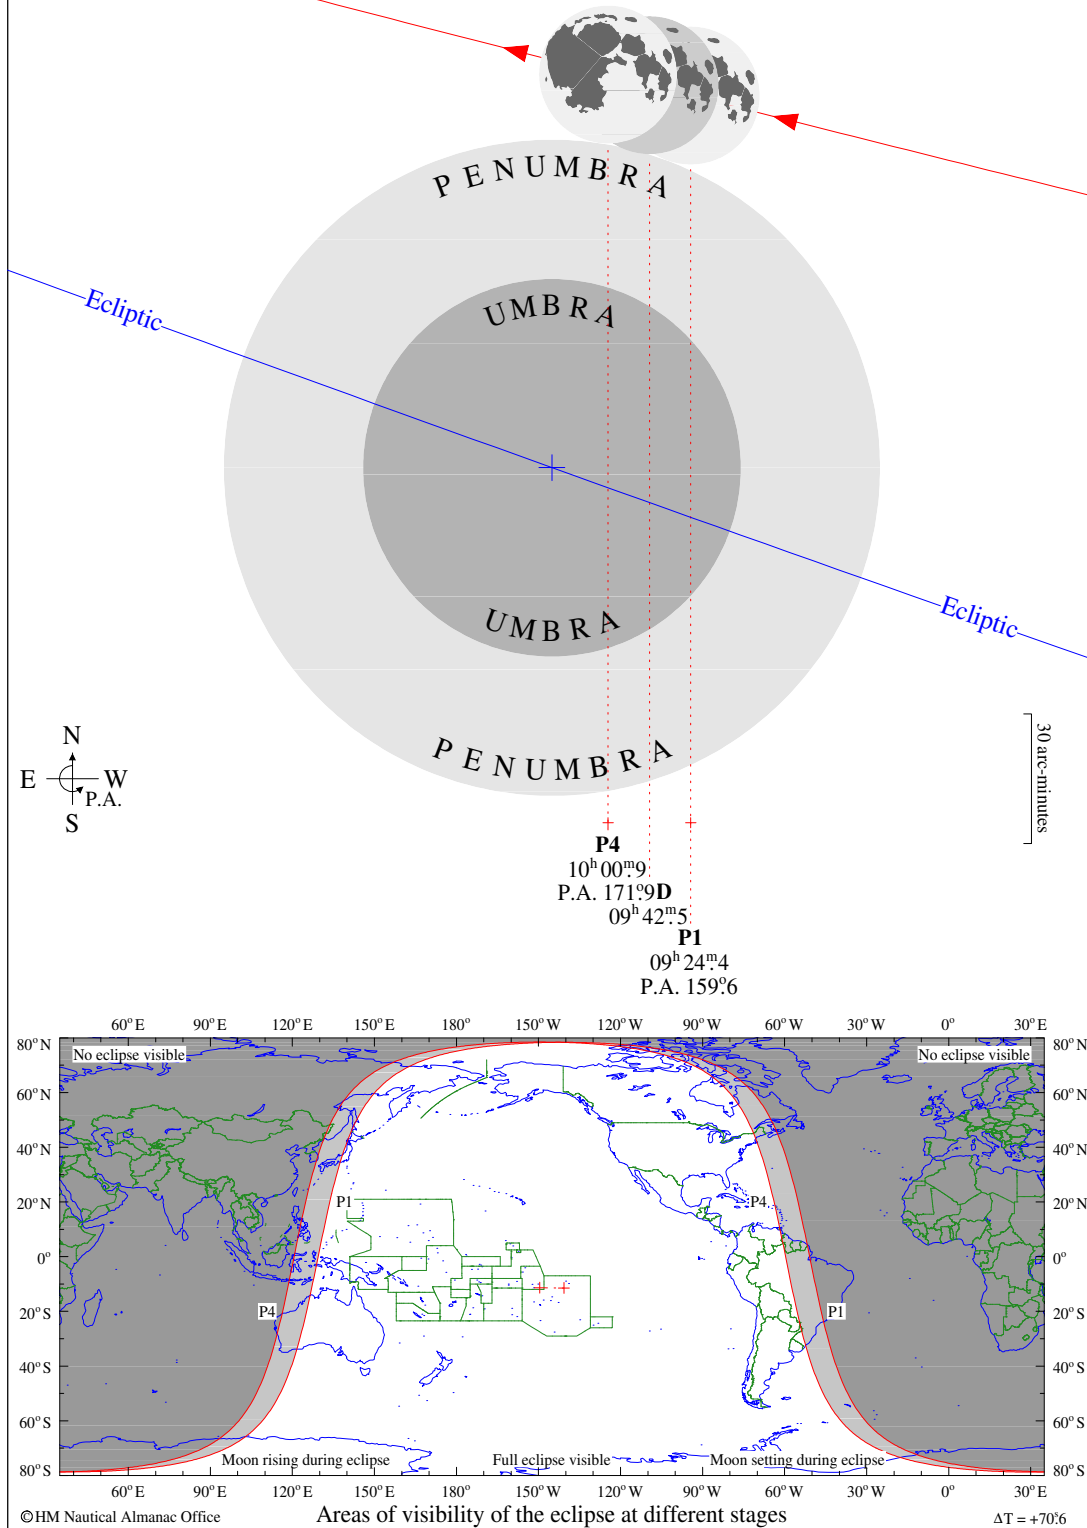 PENUMBRA
UMBRA
Ecliptic
Ecliptic
UMBRA
PENUMBRA
30 arc-minutes
N
E W
P.A.
S
P4
10ʰ 00ᵐ.9
P.A. 171°.9
D
09ʰ 42ᵐ.5
P1
09ʰ 24ᵐ.4
P.A. 159°.6
60° E 90° E 120° E 150° E 180° 150° W 120° W 90° W 60° W 30° W 0° 30° E
80° N 80° N
No eclipse visible No eclipse visible
60° N 60° N
40° N 40° N
20° N 20° N
P1 P4
0° 0°
P4 P1
20° S 20° S
40° S 40° S
60° S 60° S
Moon rising during eclipse Full eclipse visible Moon setting during eclipse
80° S 80° S
60° E 90° E 120° E 150° E 180° 150° W 120° W 90° W 60° W 30° W 0° 30° E
©HM Nautical Almanac Office Areas of visibility of the eclipse at different stages ΔT = +70ˢ.6